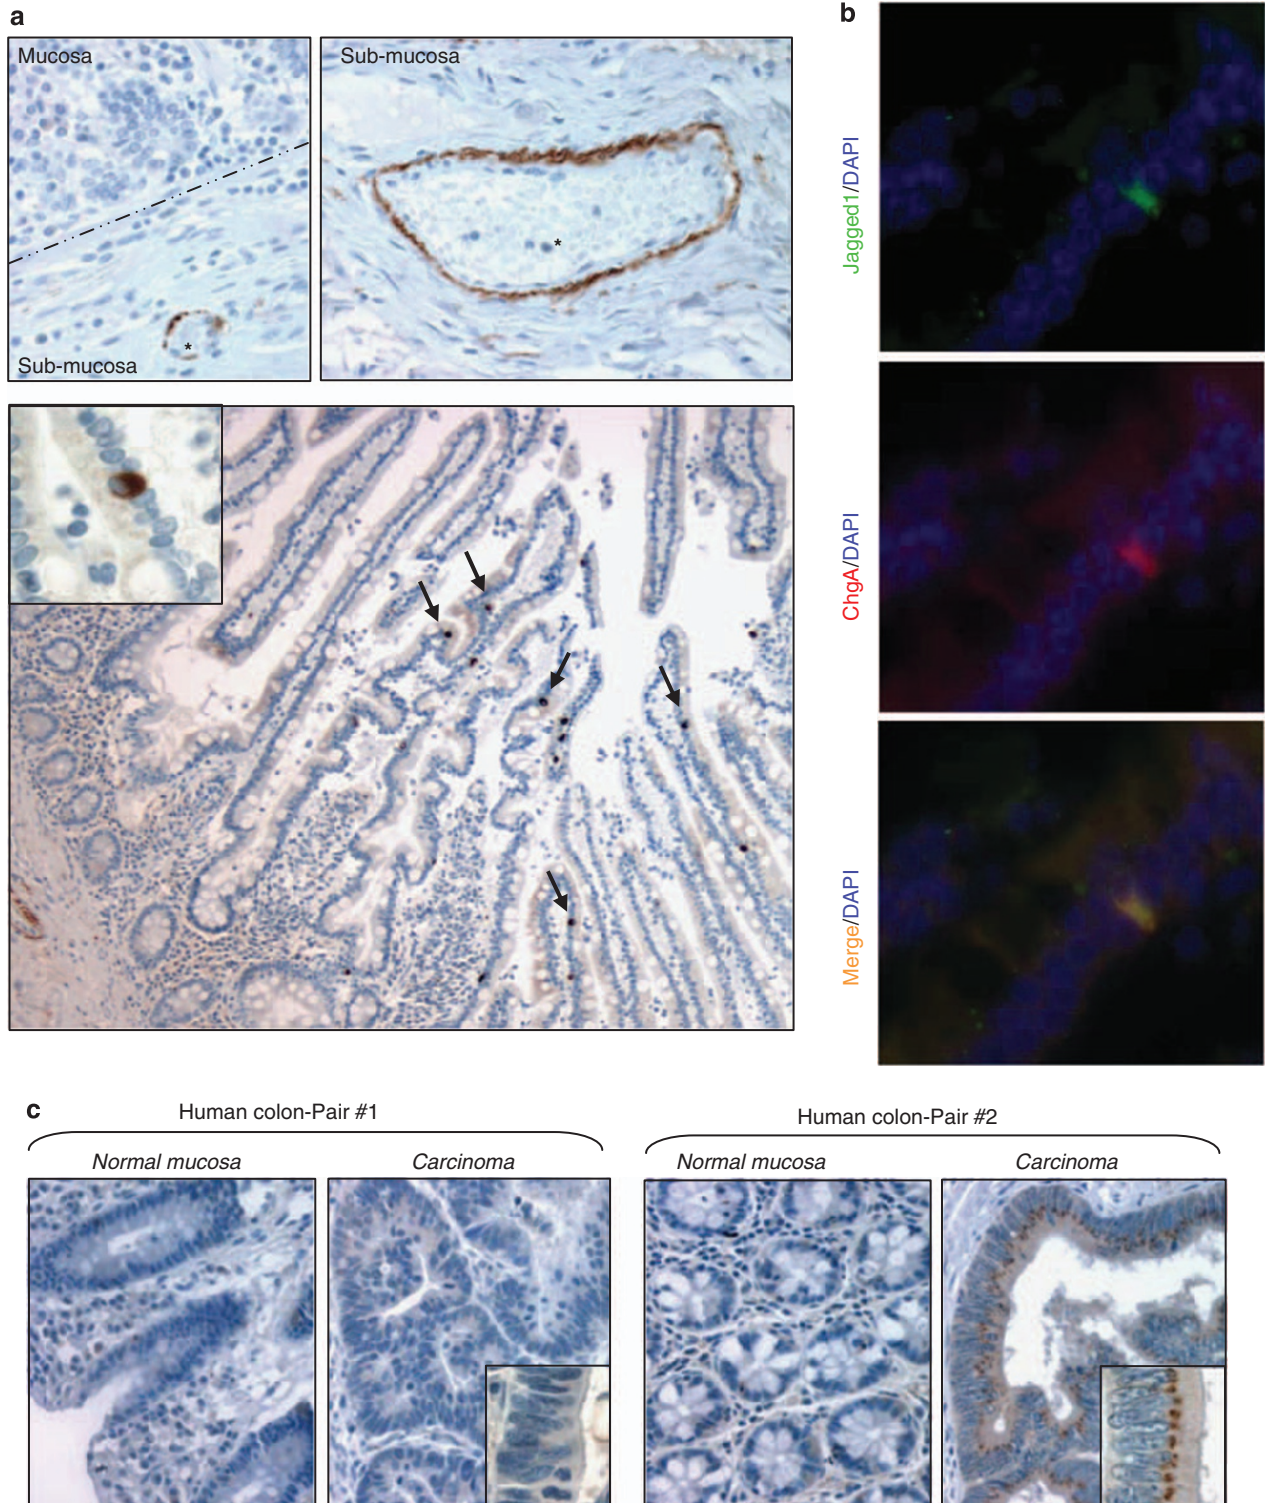 a
Mucosa
Sub-mucosa
Sub-mucosa
*
*
b
Jagged1/DAPI
ChgA/DAPI
Merge/DAPI
c
Human colon-Pair #1
Human colon-Pair #2
Normal mucosa
Carcinoma
Normal mucosa
Carcinoma